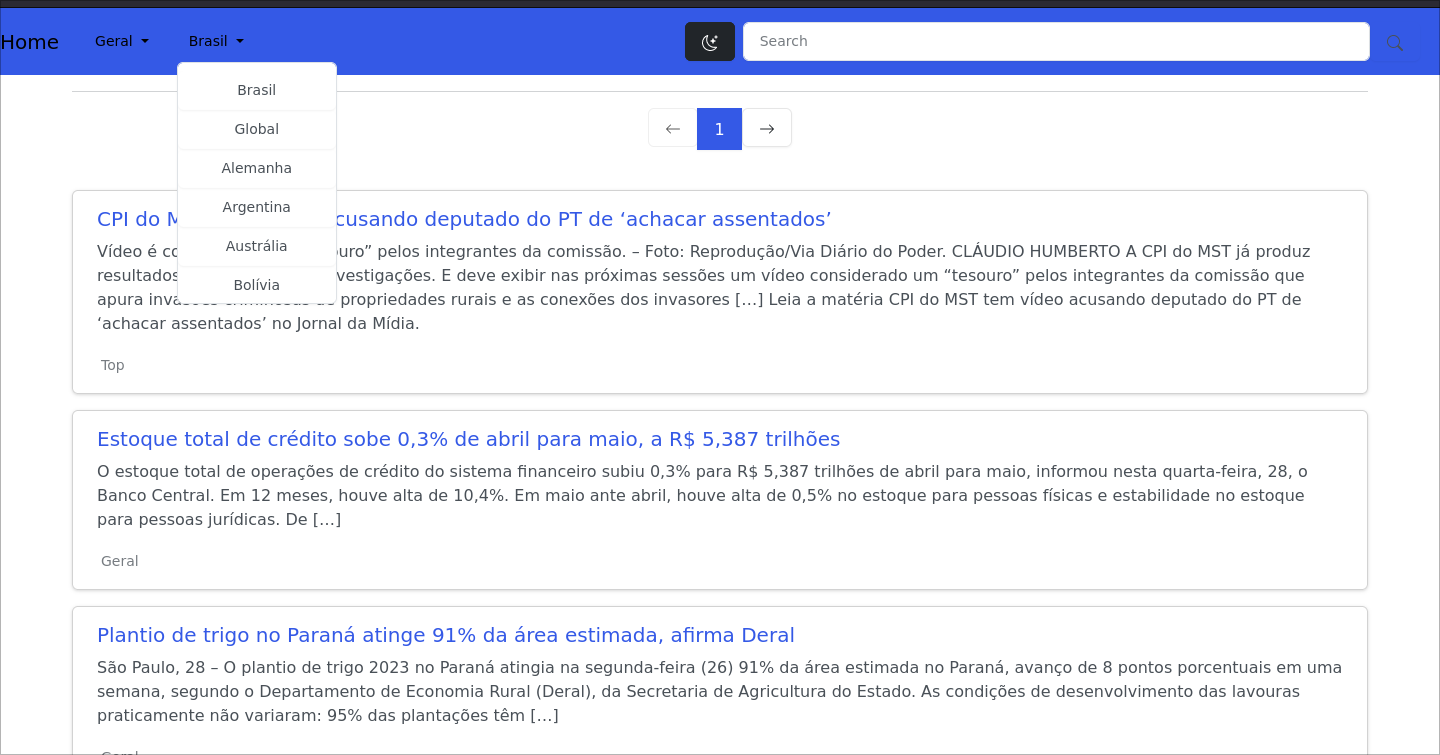 Home Geral Brasil Search
Brasil
Global
Alemanha
Argentina
Austrália
Bolívia
1
CPI do M cusando deputado do PT de ‘achacar assentados’
Vídeo é co ouro” pelos integrantes da comissão. – Foto: Reprodução/Via Diário do Poder. CLÁUDIO HUMBERTO A CPI do MST já produz
resultados vestigações. E deve exibir nas próximas sessões um vídeo considerado um “tesouro” pelos integrantes da comissão que
apura invasões criminosas de propriedades rurais e as conexões dos invasores […] Leia a matéria CPI do MST tem vídeo acusando deputado do PT de
‘achacar assentados’ no Jornal da Mídia.
Top
Estoque total de crédito sobe 0,3% de abril para maio, a R$ 5,387 trilhões
O estoque total de operações de crédito do sistema financeiro subiu 0,3% para R$ 5,387 trilhões de abril para maio, informou nesta quarta-feira, 28, o
Banco Central. Em 12 meses, houve alta de 10,4%. Em maio ante abril, houve alta de 0,5% no estoque para pessoas físicas e estabilidade no estoque
para pessoas jurídicas. De […]
Geral
Plantio de trigo no Paraná atinge 91% da área estimada, afirma Deral
São Paulo, 28 – O plantio de trigo 2023 no Paraná atingia na segunda-feira (26) 91% da área estimada no Paraná, avanço de 8 pontos porcentuais em uma
semana, segundo o Departamento de Economia Rural (Deral), da Secretaria de Agricultura do Estado. As condições de desenvolvimento das lavouras
praticamente não variaram: 95% das plantações têm […]
Geral